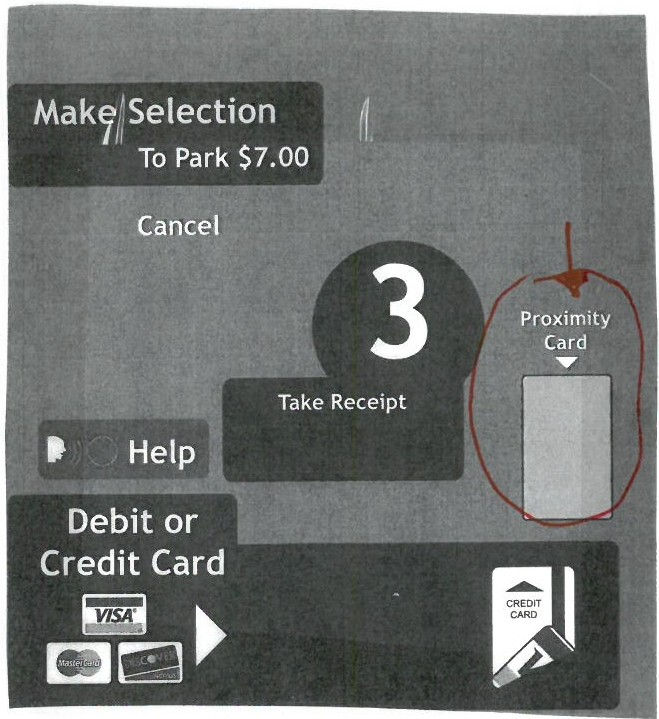 Make Selection
To Park $7.00
Cancel
3
Proximity
Card
Take Receipt
Help
Debit or
Credit Card
VISA
MasterCard
DISCOVER
CREDIT
CARD